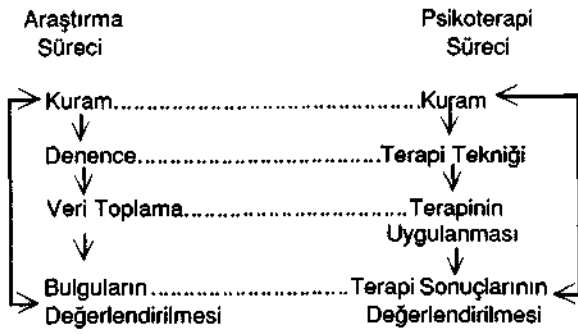 Araştırma Psikoterapi
Süreci Süreci
Kuram................................................Kuram
Denence.....................................Terapi Tekniği
Veri Toplama.................................Terapinin
Uygulanması
Bulguların......................Terapi Sonuçlarının
Değerlendirilmesi Değerlendirilmesi